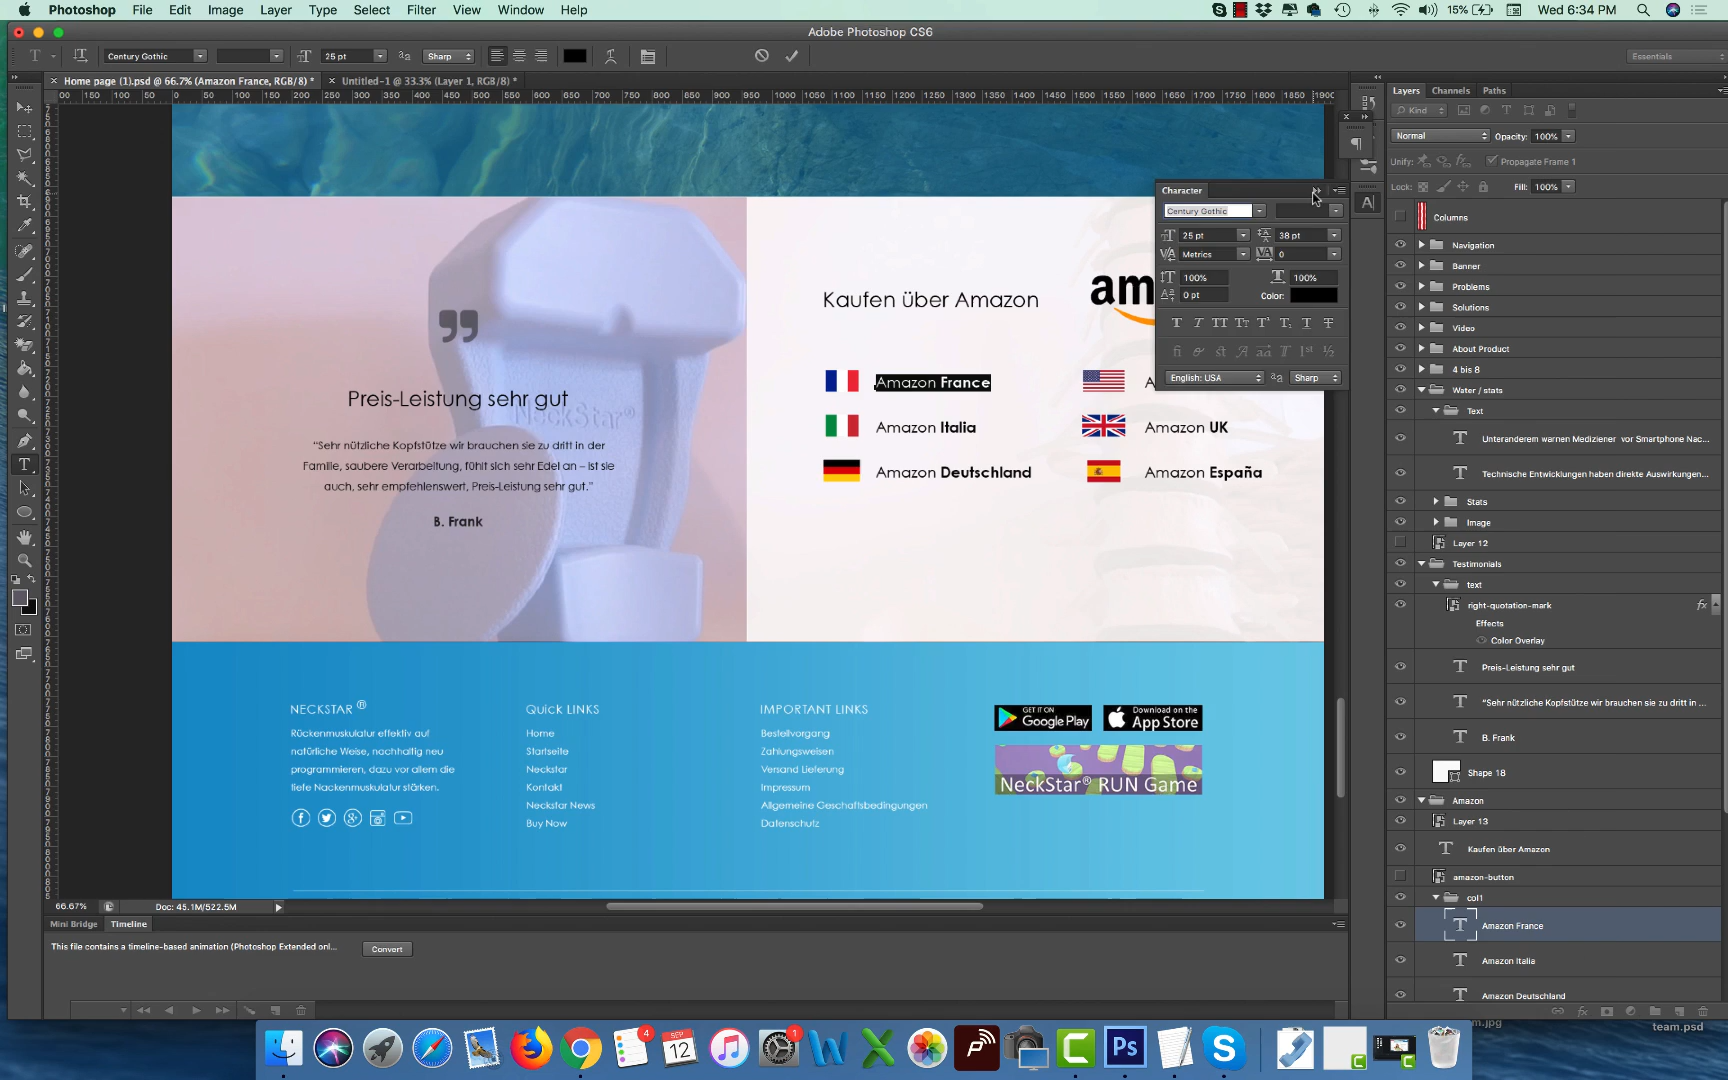 Photoshop File Edit Image Layer Type Select Filter View Window Help
15% Wed 6:34 PM
Adobe Photoshop CS6
Century Gothic 25 pt Sharp Essentials
Home page (1).psd @ 66.7% (Amazon France, RGB/8) *
Untitled-1 @ 33.3% (Layer 1, RGB/8) *
Layers Channels Paths
Kind
Normal Opacity: 100%
Unify: Propagate Frame 1
Lock: Fill: 100%
Columns
Navigation
Banner
Problems
Solutions
Video
About Product
4 bis 8
Water / stats
Text
Unteranderem warnen Mediziner vor Smartphone Nac...
Technische Entwicklungen haben direkte Auswirkungen...
Stats
Image
Layer 12
Testimonials
text
right-quotation-mark fx
Effects
Color Overlay
Preis-Leistung sehr gut
“Sehr nützliche Kopfstütze wir brauchen sie zu dritt in ...
B. Frank
Shape 18
Amazon
Layer 13
Kaufen über Amazon
amazon-button
col1
Amazon France
Amazon Italia
Amazon Deutschland
Character
Century Gothic
25 pt 38 pt
Metrics 0
100% 100%
0 pt Color:
English: USA Sharp
”
Preis-Leistung sehr gut
“Sehr nützliche Kopfstütze wir brauchen sie zu dritt in der
Familie, saubere Verarbeitung, fühlt sich sehr Edel an – ist sie
auch, sehr empfehlenswert, Preis-Leistung sehr gut.”
B. Frank
NeckStar®
Kaufen über Amazon
am
Amazon France
Amazon Italia
Amazon UK
Amazon Deutschland
Amazon España
NECKSTAR ®
Rückenmuskulatur effektiv auf
natürliche Weise, nachhaltig neu
programmieren, dazu vor allem die
tiefe Nackenmuskulatur stärken.
Quick LINKS
Home
Startseite
Neckstar
Kontakt
Neckstar News
Buy Now
IMPORTANT LINKS
Bestellvorgang
Zahlungsweisen
Versand Lieferung
Impressum
Allgemeine Geschaftsbedingungen
Datenschutz
GET IT ON
Google Play
Download on the
App Store
NeckStar® RUN Game
66.67% Doc: 45.1M/522.5M
Mini Bridge Timeline
This file contains a timeline-based animation (Photoshop Extended onl...
Convert
m.jpg
team.psd
4
SEP
12
1
Ps